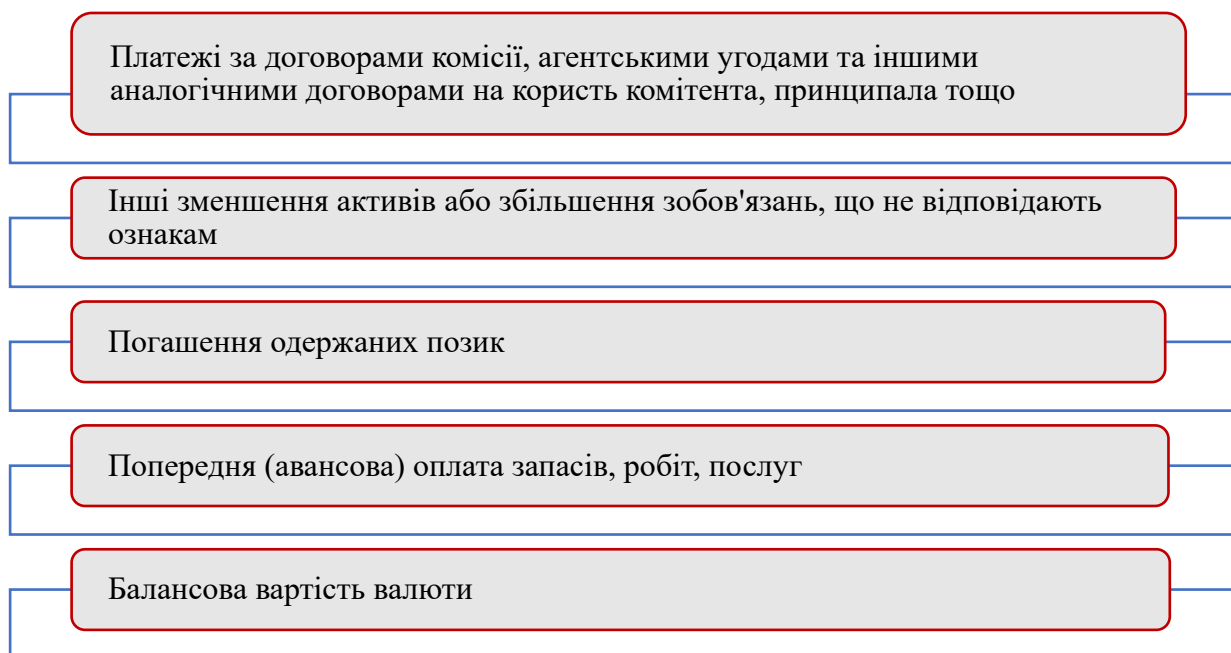 Платежі за договорами комісії, агентськими угодами та іншими
аналогічними договорами на користь комітента, принципала тощо
Інші зменшення активів або збільшення зобов'язань, що не відповідають
ознакам
Погашення одержаних позик
Попередня (авансова) оплата запасів, робіт, послуг
Балансова вартість валюти